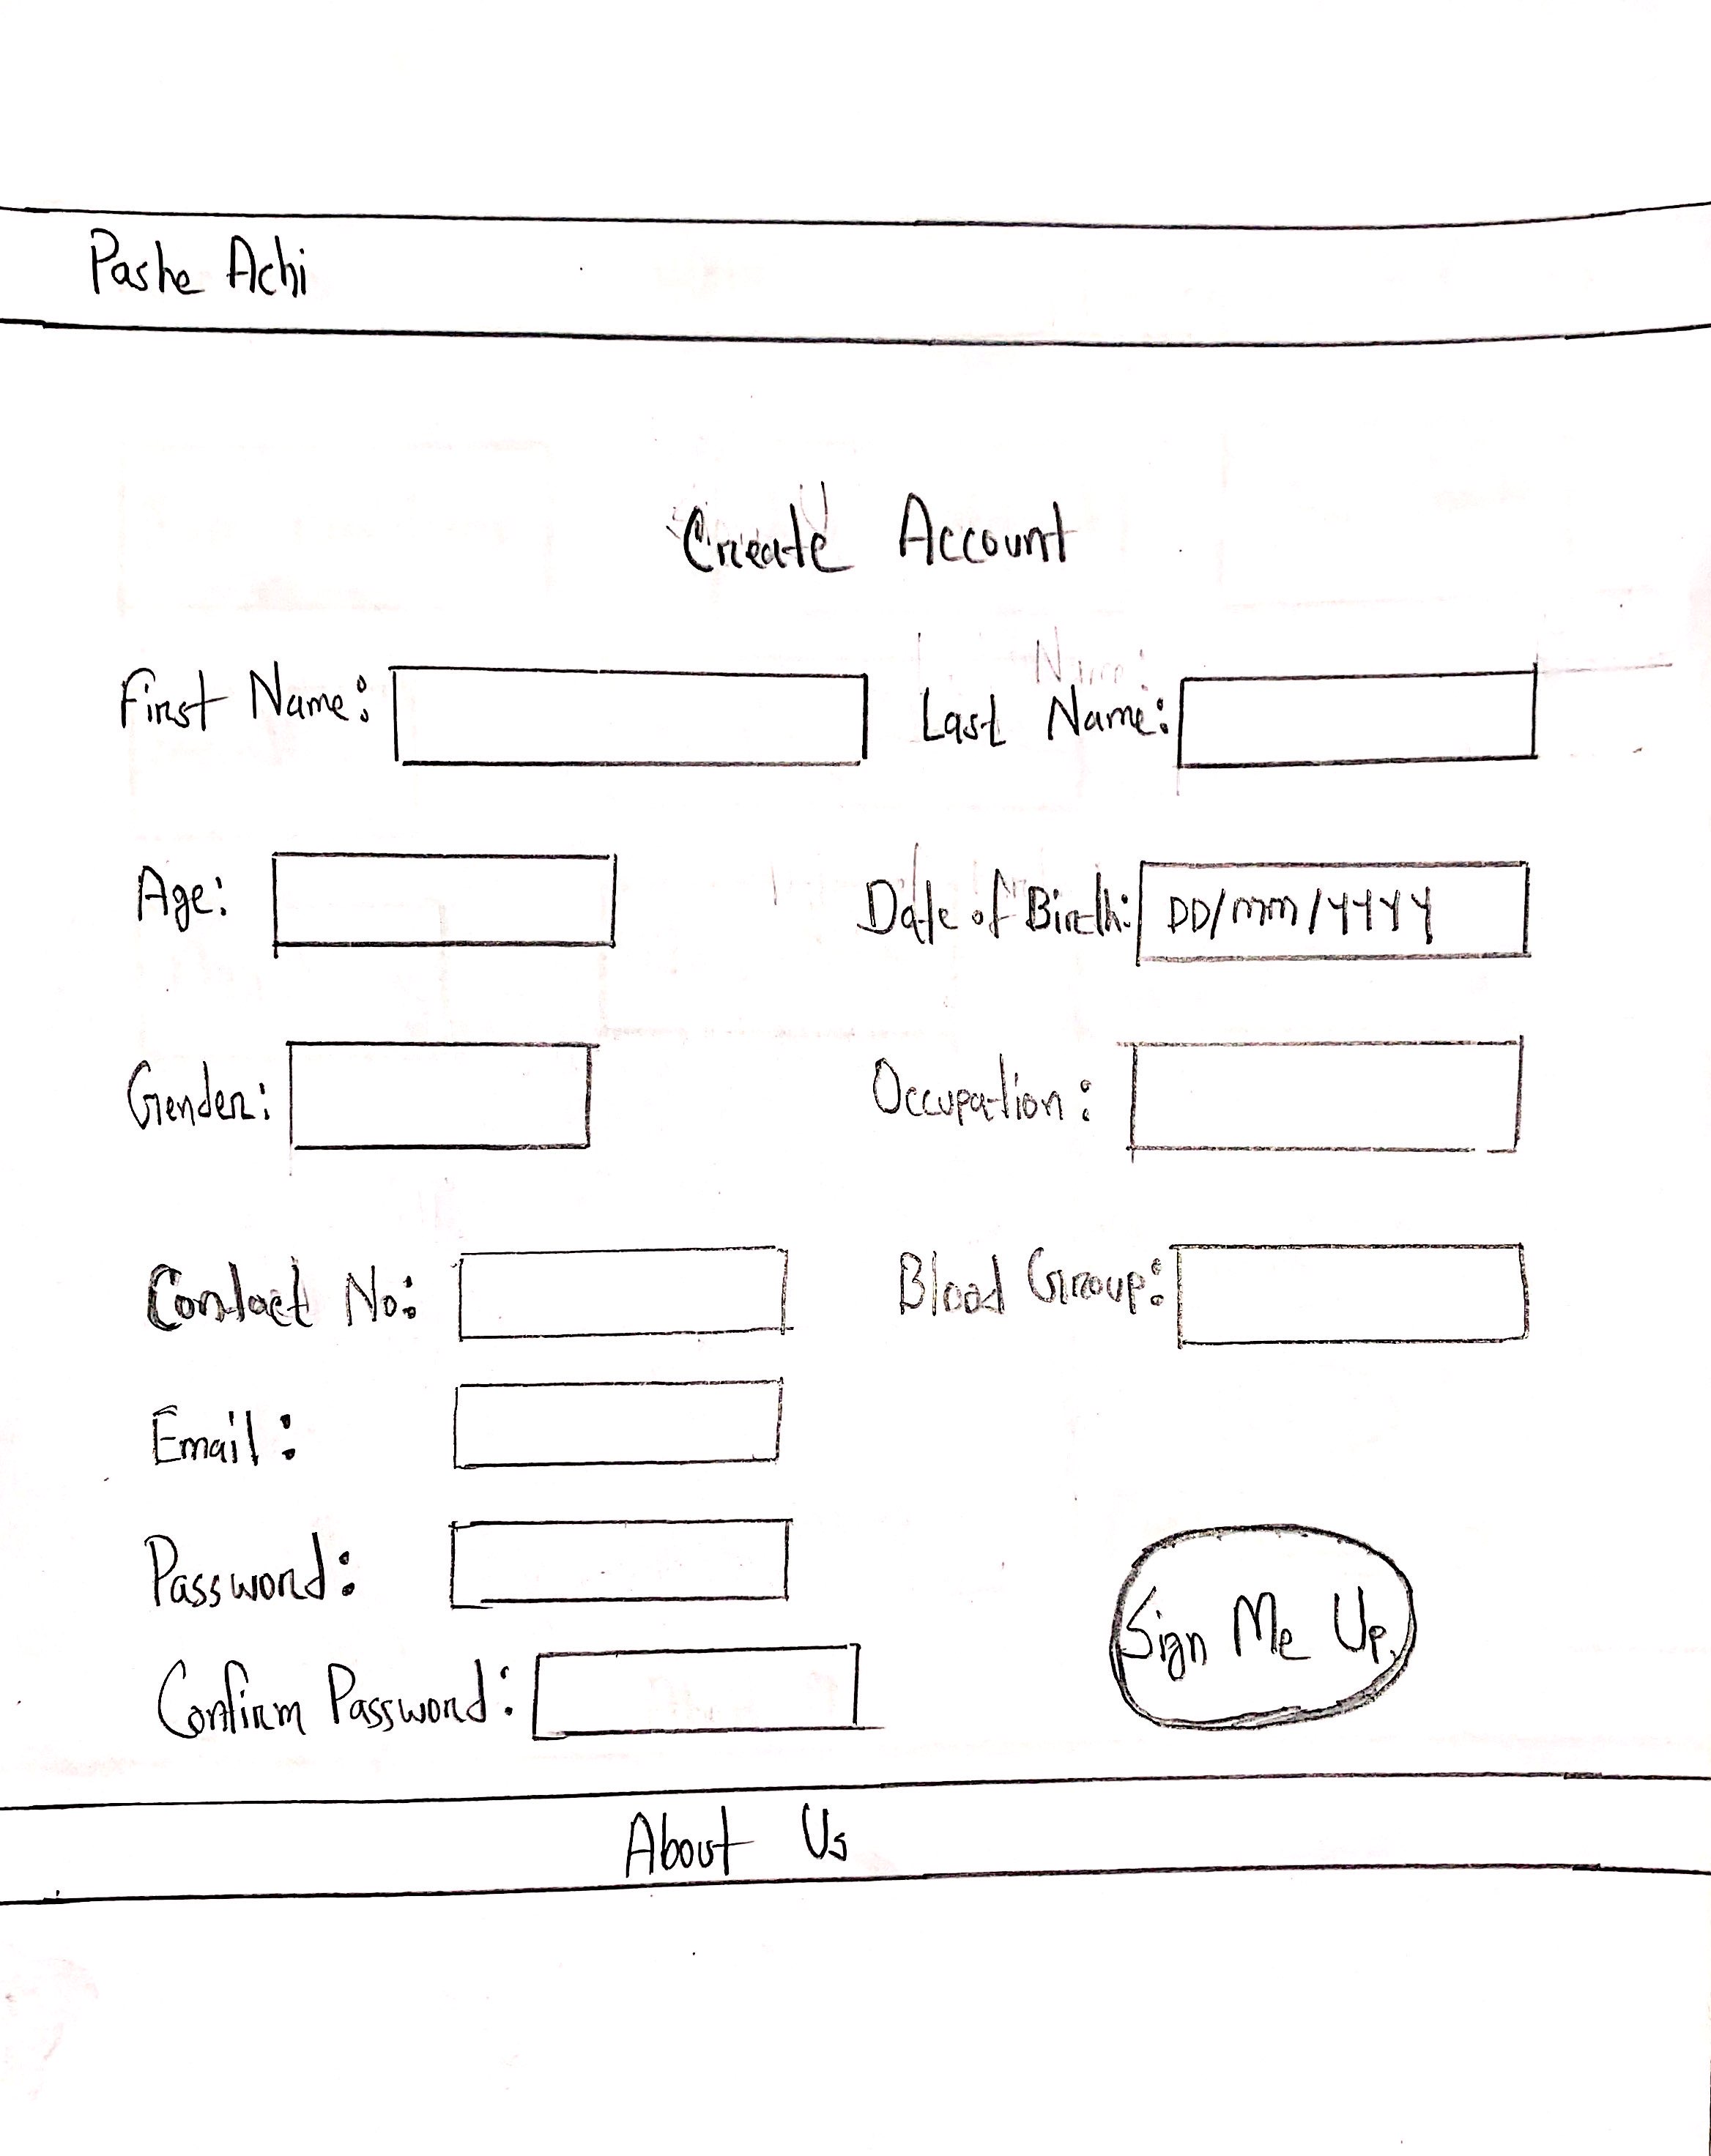 Pashe Achi
Create Account
First Name:
Last Name:
Age:
Date of Birth: DD/mm/YYYY
Gender:
Occupation:
Contact No:
Blood Group:
Email:
Password:
Sign Me Up
Confirm Password:
About Us